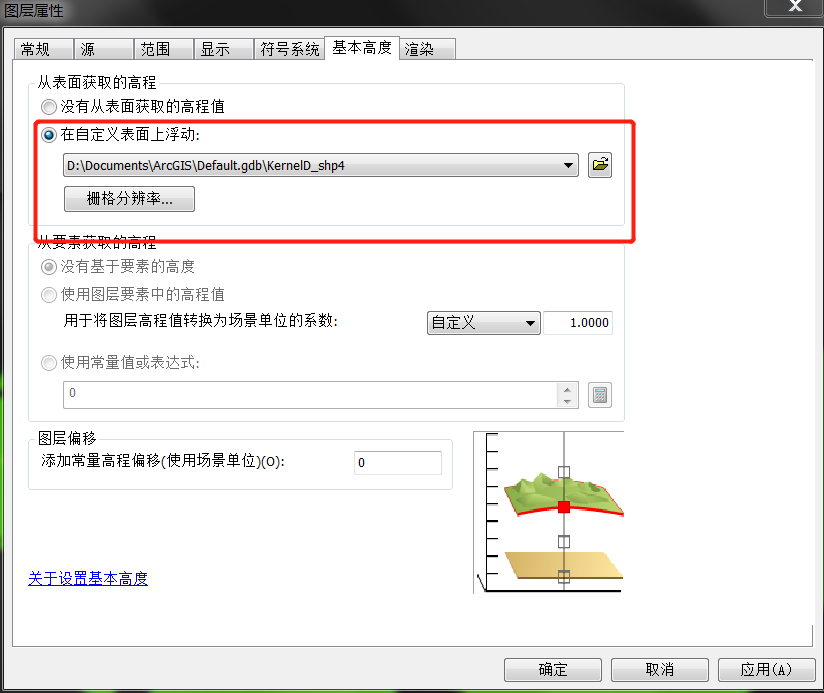 图层属性
常规 源 范围 显示 符号系统 基本高度 渲染
从表面获取的高程
没有从表面获取的高程值
在自定义表面上浮动:
D:\Documents\ArcGIS\Default.gdb\KernelD_shp4
栅格分辨率...
从要素获取的高程
没有基于要素的高度
使用图层要素中的高程值
用于将图层高程值转换为场景单位的系数: 自定义 1.0000
使用常量值或表达式:
0
图层偏移
添加常量高程偏移(使用场景单位)(O): 0
关于设置基本高度
确定 取消 应用(A)